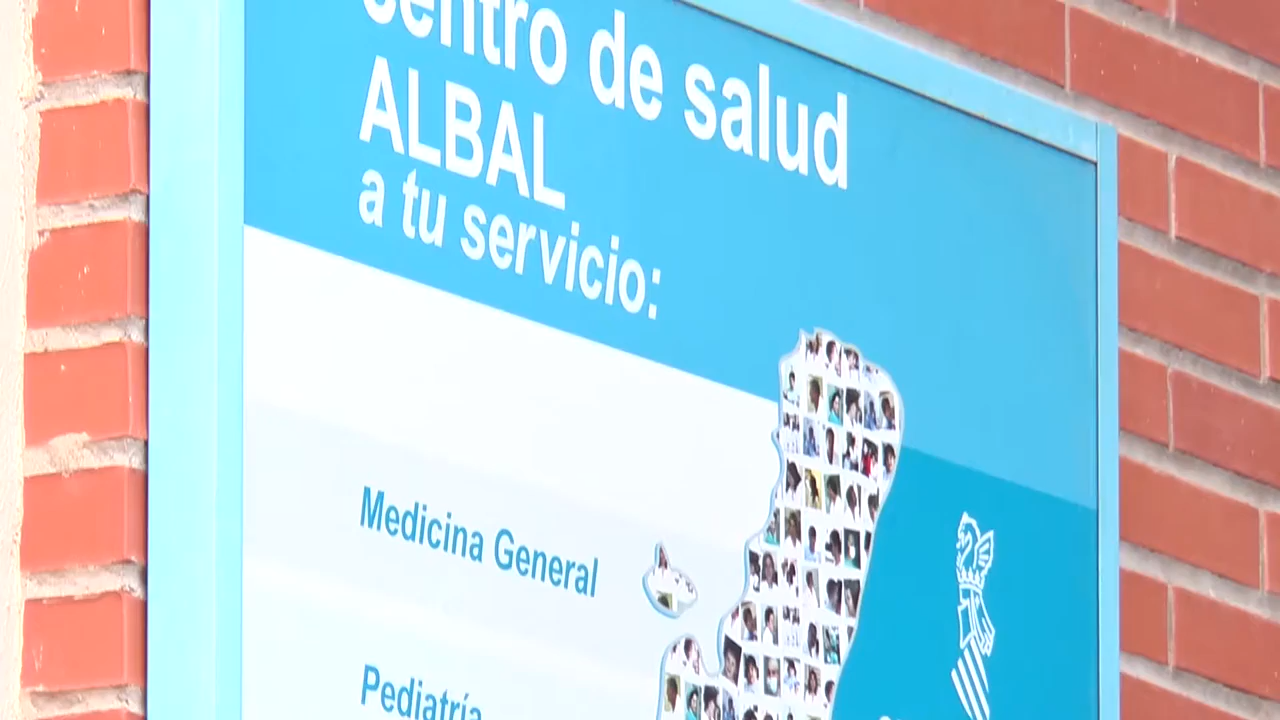 centro de salud
ALBAL
a tu servicio:
Medicina General
Pediatría